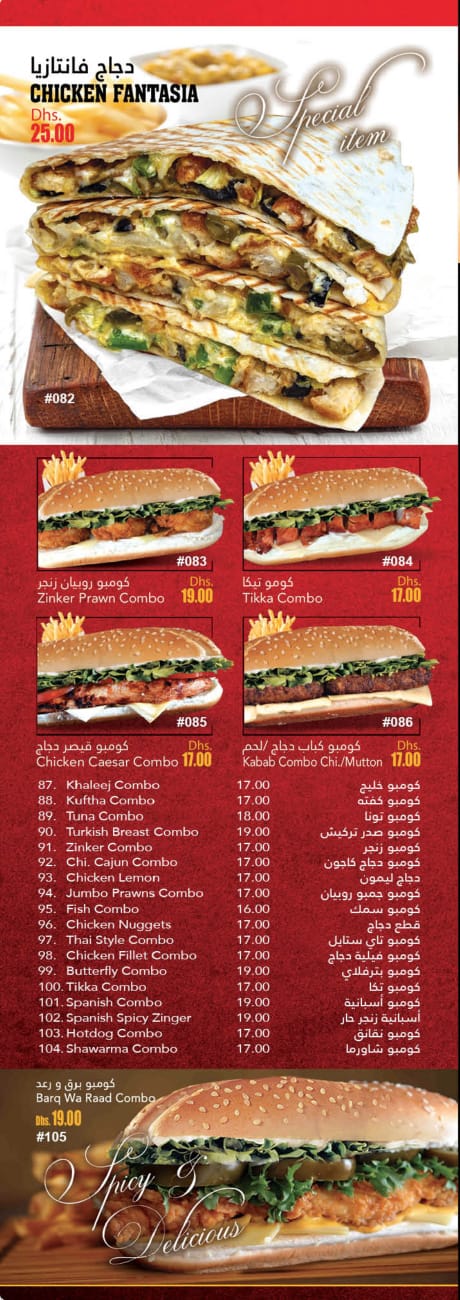 دجاج فانتازيا
CHICKEN FANTASIA
Dhs.
25.00
Special
item
#082
#083
كومبو روبيان زنجر
Zinker Prawn Combo
Dhs.
19.00
#084
كومو تيكا
Tikka Combo
Dhs.
17.00
#085
كومبو قيصر دجاج
Chicken Caesar Combo
Dhs.
17.00
#086
كومبو كباب دجاج /لحم
Kabab Combo Chi./Mutton
Dhs.
17.00
87. Khaleej Combo 17.00 كومبو خليج
88. Kuftha Combo 17.00 كومبو كفته
89. Tuna Combo 18.00 كومبو تونا
90. Turkish Breast Combo 19.00 كومبو صدر تركيش
91. Zinker Combo 17.00 كومبو زنجر
92. Chi. Cajun Combo 17.00 كومبو دجاج كاجون
93. Chicken Lemon 17.00 دجاج ليمون
94. Jumbo Prawns Combo 17.00 كومبو جمبو روبيان
95. Fish Combo 16.00 كومبو سمك
96. Chicken Nuggets 17.00 قطع دجاج
97. Thai Style Combo 17.00 كومبو تاي ستايل
98. Chicken Fillet Combo 17.00 كومبو فيلية دجاج
99. Butterfly Combo 19.00 كومبو بترفلاي
100. Tikka Combo 17.00 كومبو تكا
101. Spanish Combo 19.00 كومبو أسبانية
102. Spanish Spicy Zinger 19.00 أسبانية زنجر حار
103. Hotdog Combo 17.00 كومبو نقانق
104. Shawarma Combo 17.00 كومبو شاورما
كومبو برق و رعد
Barq Wa Raad Combo
Dhs. 19.00
#105
Spicy &
Delicious